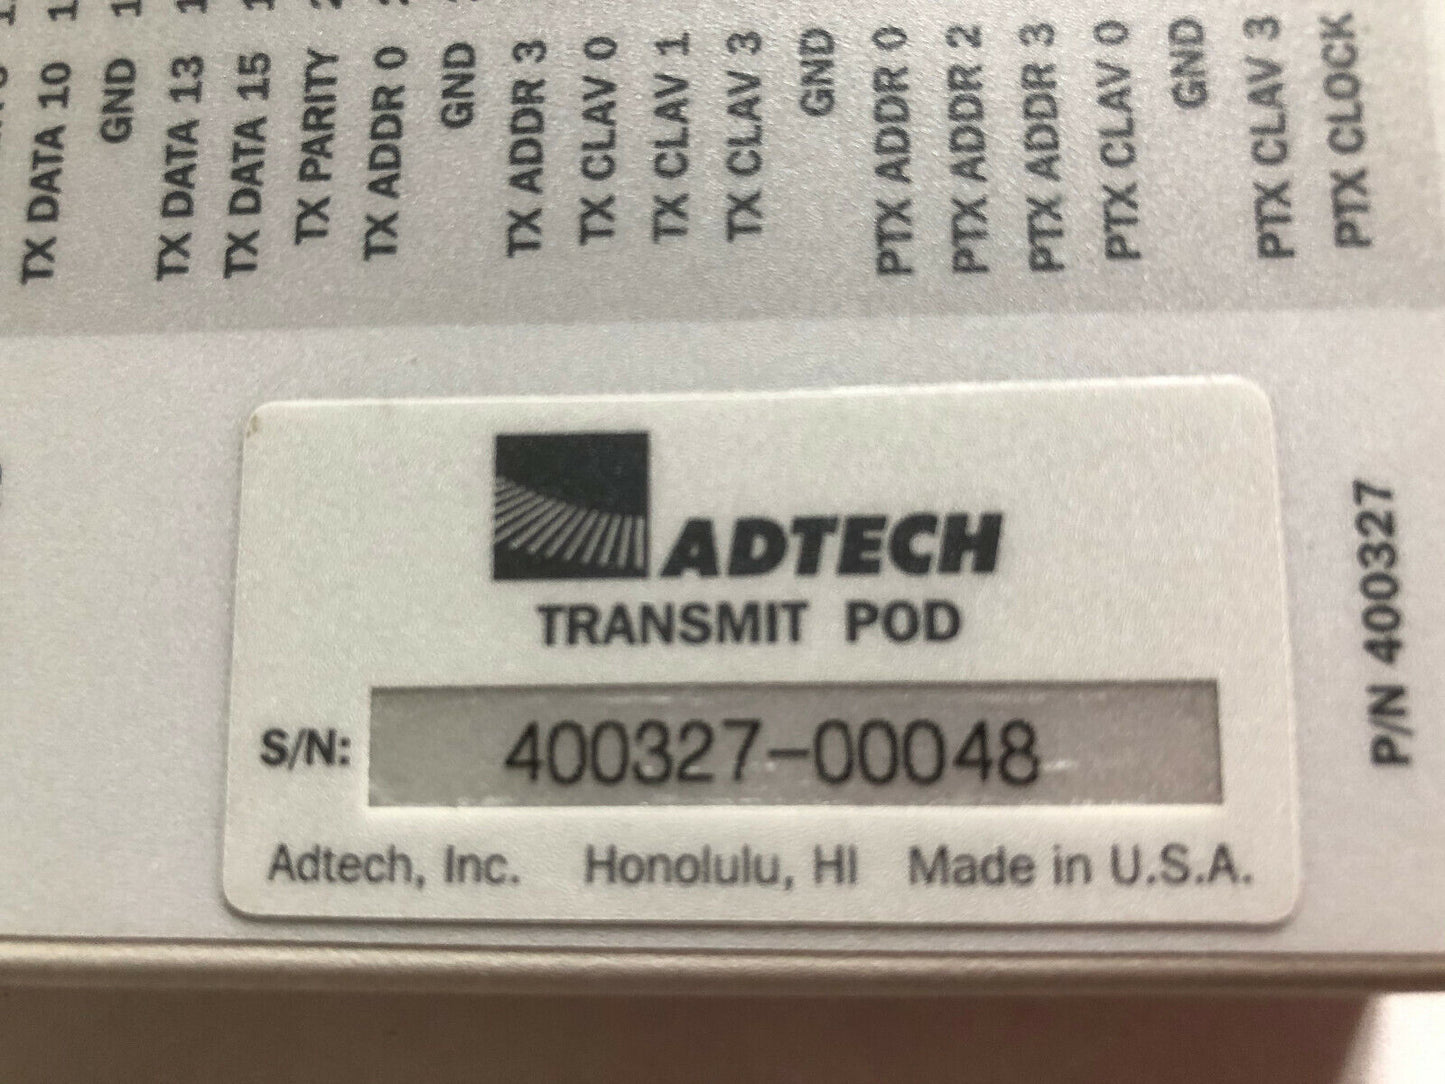 TX DATA 10
GND
TX DATA 13
TX DATA 15
TX PARITY
TX ADDR 0
GND
TX ADDR 3
TX CLAV 0
TX CLAV 1
TX CLAV 3
GND
PTX ADDR 0
PTX ADDR 2
PTX ADDR 3
PTX CLAV 0
GND
PTX CLAV 3
PTX CLOCK
ADTECH
TRANSMIT POD
S/N: 400327-00048
Adtech, Inc. Honolulu, HI Made in U.S.A.
P/N 400327